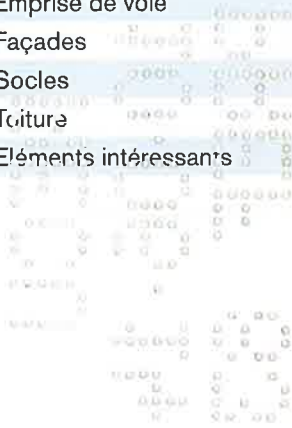 Emprise de voie
Façades
Socles
Toiture
Eléments intéressants